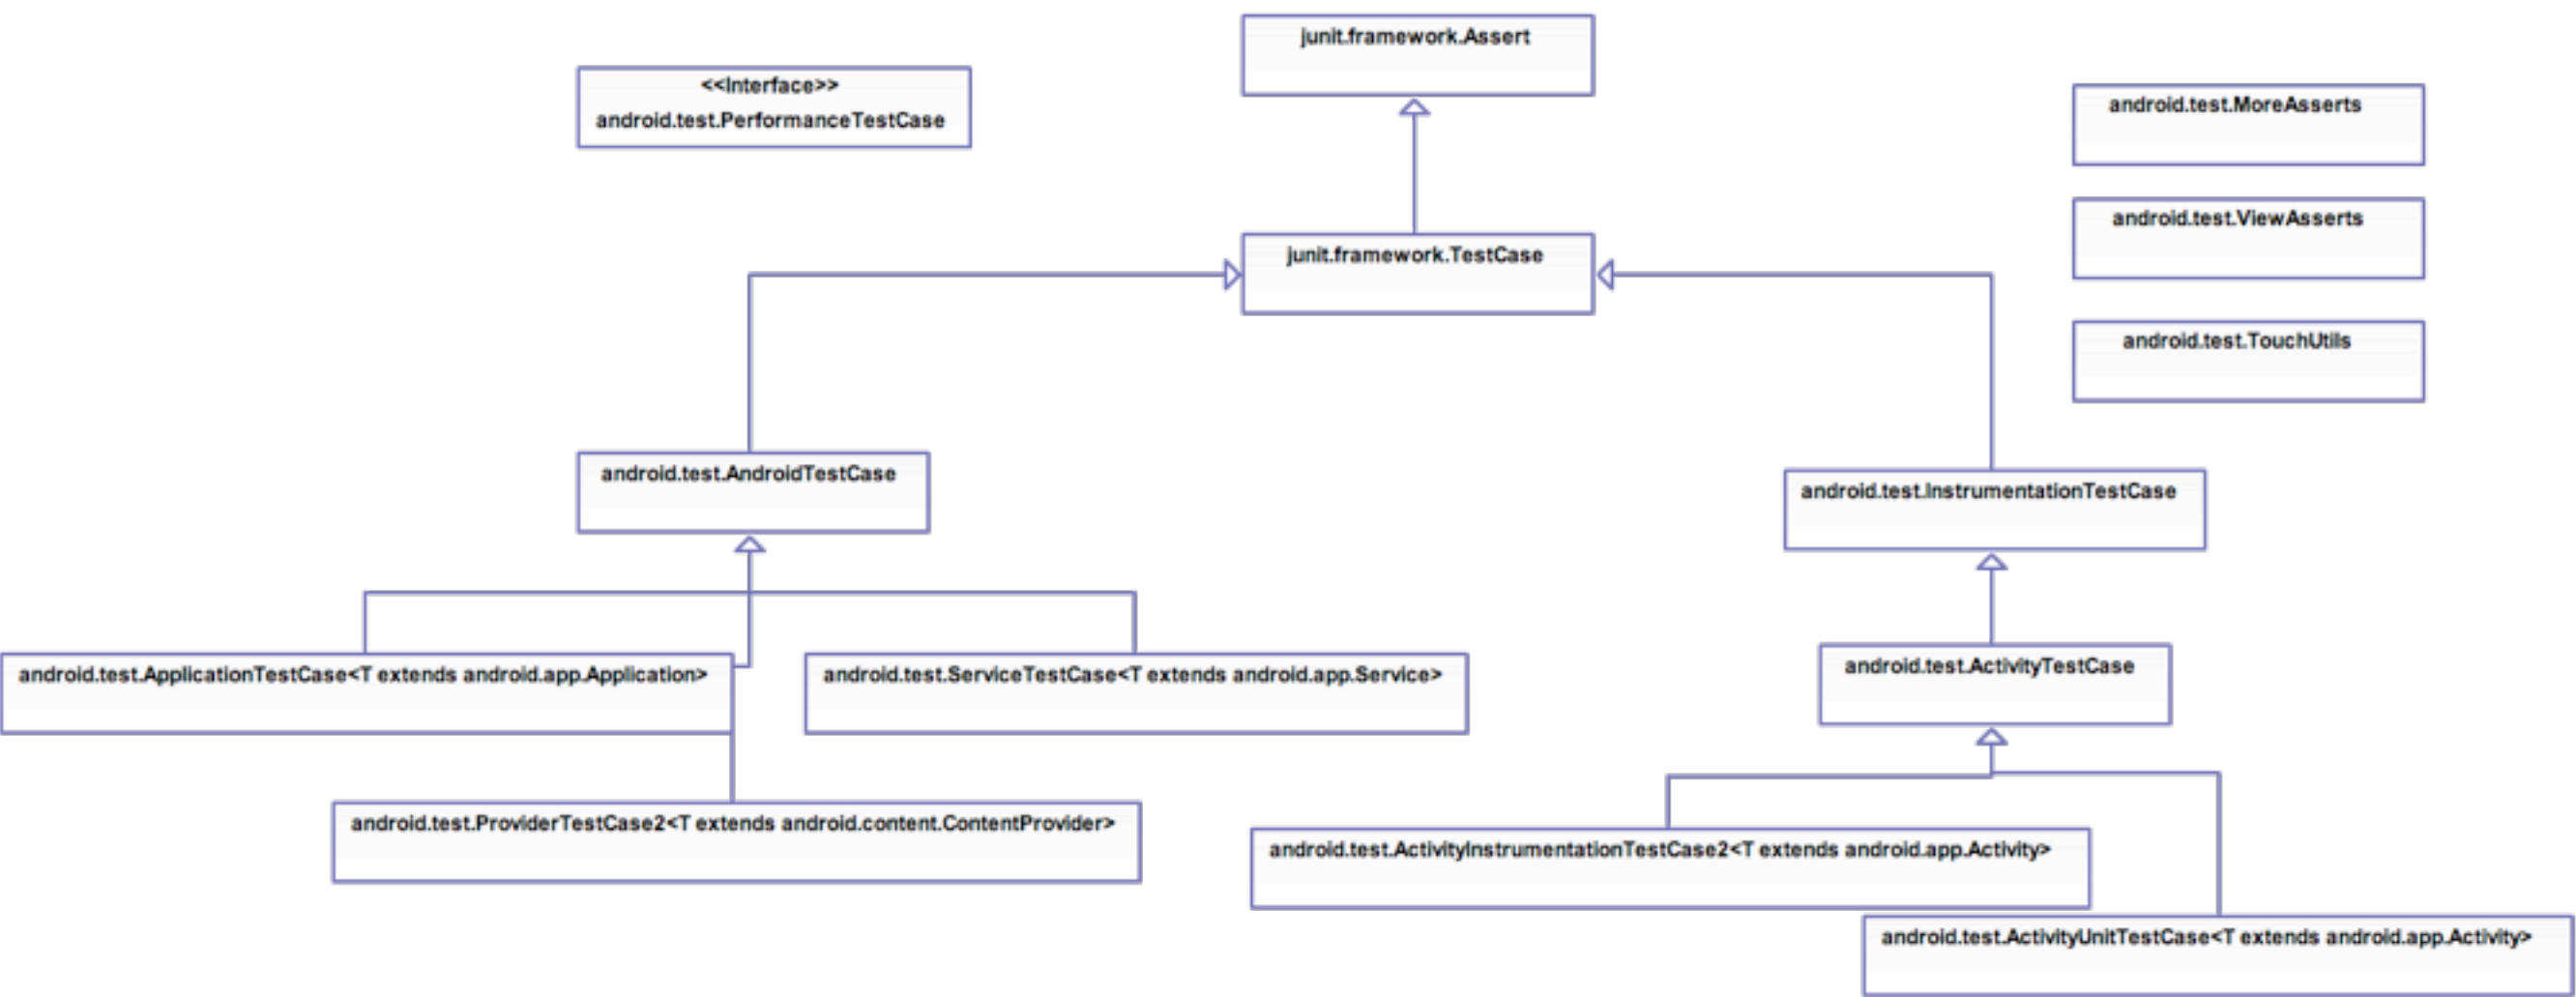 junit.framework.Assert
<<Interface>>
android.test.PerformanceTestCase
android.test.MoreAsserts
android.test.ViewAsserts
junit.framework.TestCase
android.test.TouchUtils
android.test.AndroidTestCase
android.test.InstrumentationTestCase
android.test.ApplicationTestCase<T extends android.app.Application>
android.test.ServiceTestCase<T extends android.app.Service>
android.test.ActivityTestCase
android.test.ProviderTestCase2<T extends android.content.ContentProvider>
android.test.ActivityInstrumentationTestCase2<T extends android.app.Activity>
android.test.ActivityUnitTestCase<T extends android.app.Activity>